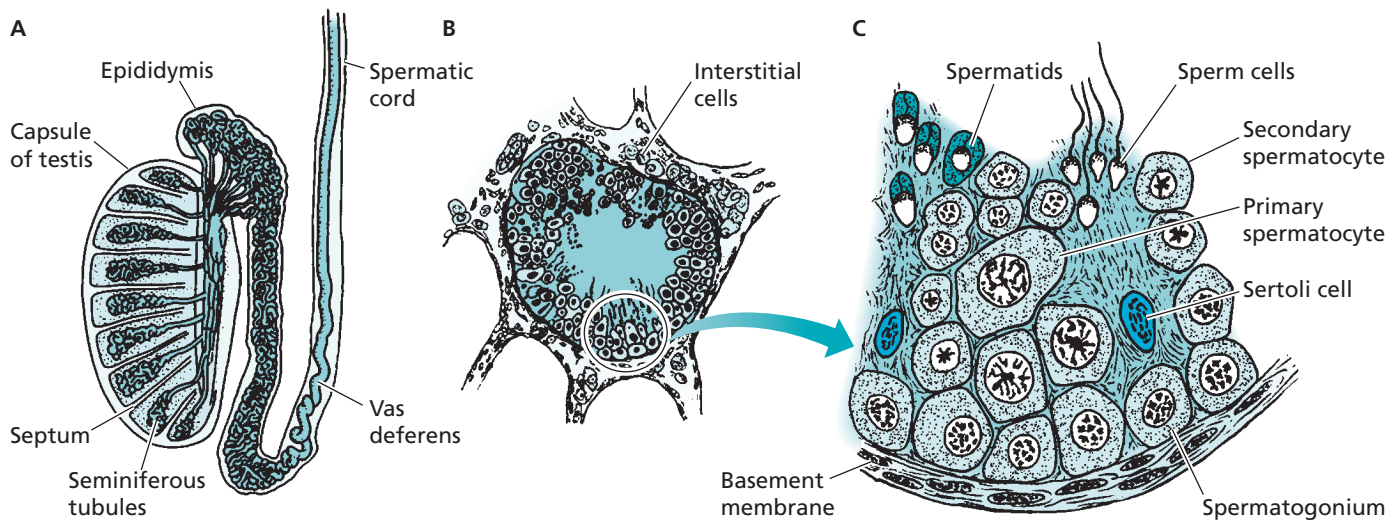 A
Epididymis
Capsule
of testis
Septum
Seminiferous
tubules
Spermatic
cord
Vas
deferens
B
Interstitial
cells
C
Spermatids
Sperm cells
Secondary
spermatocyte
Primary
spermatocyte
Sertoli cell
Basement
membrane
Spermatogonium